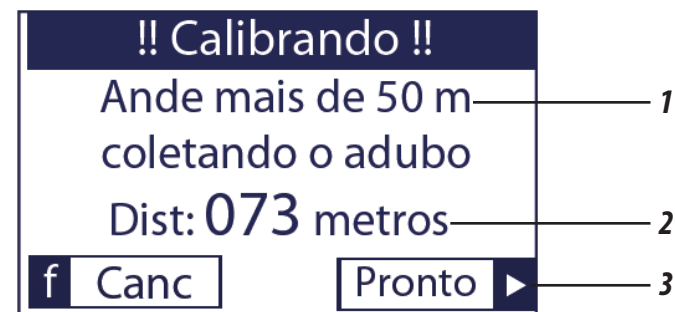 !! Calibrando !!
Ande mais de 50 m 1
coletando o adubo
Dist: 073 metros 2
f Canc Pronto ▶ 3